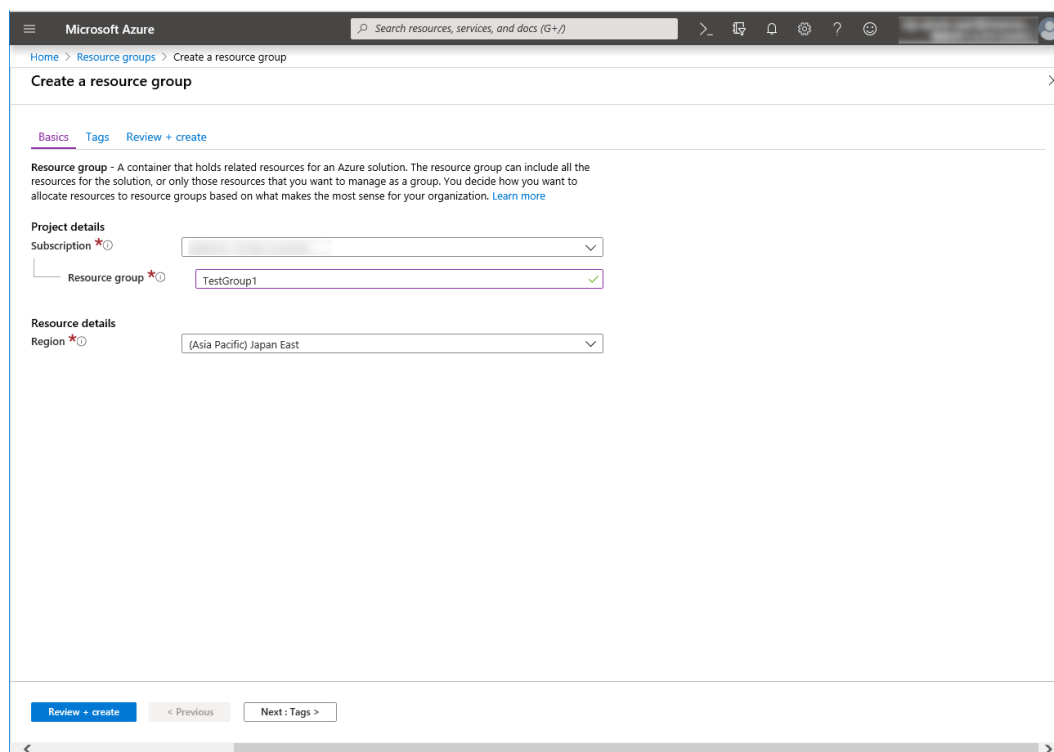 Microsoft Azure
Search resources, services, and docs (G+/)
Home > Resource groups > Create a resource group
Create a resource group
Basics Tags Review + create
Resource group - A container that holds related resources for an Azure solution. The resource group can include all the
resources for the solution, or only those resources that you want to manage as a group. You decide how you want to
allocate resources to resource groups based on what makes the most sense for your organization. Learn more
Project details
Subscription *
Resource group * TestGroup1
Resource details
Region * (Asia Pacific) Japan East
Review + create < Previous Next : Tags >